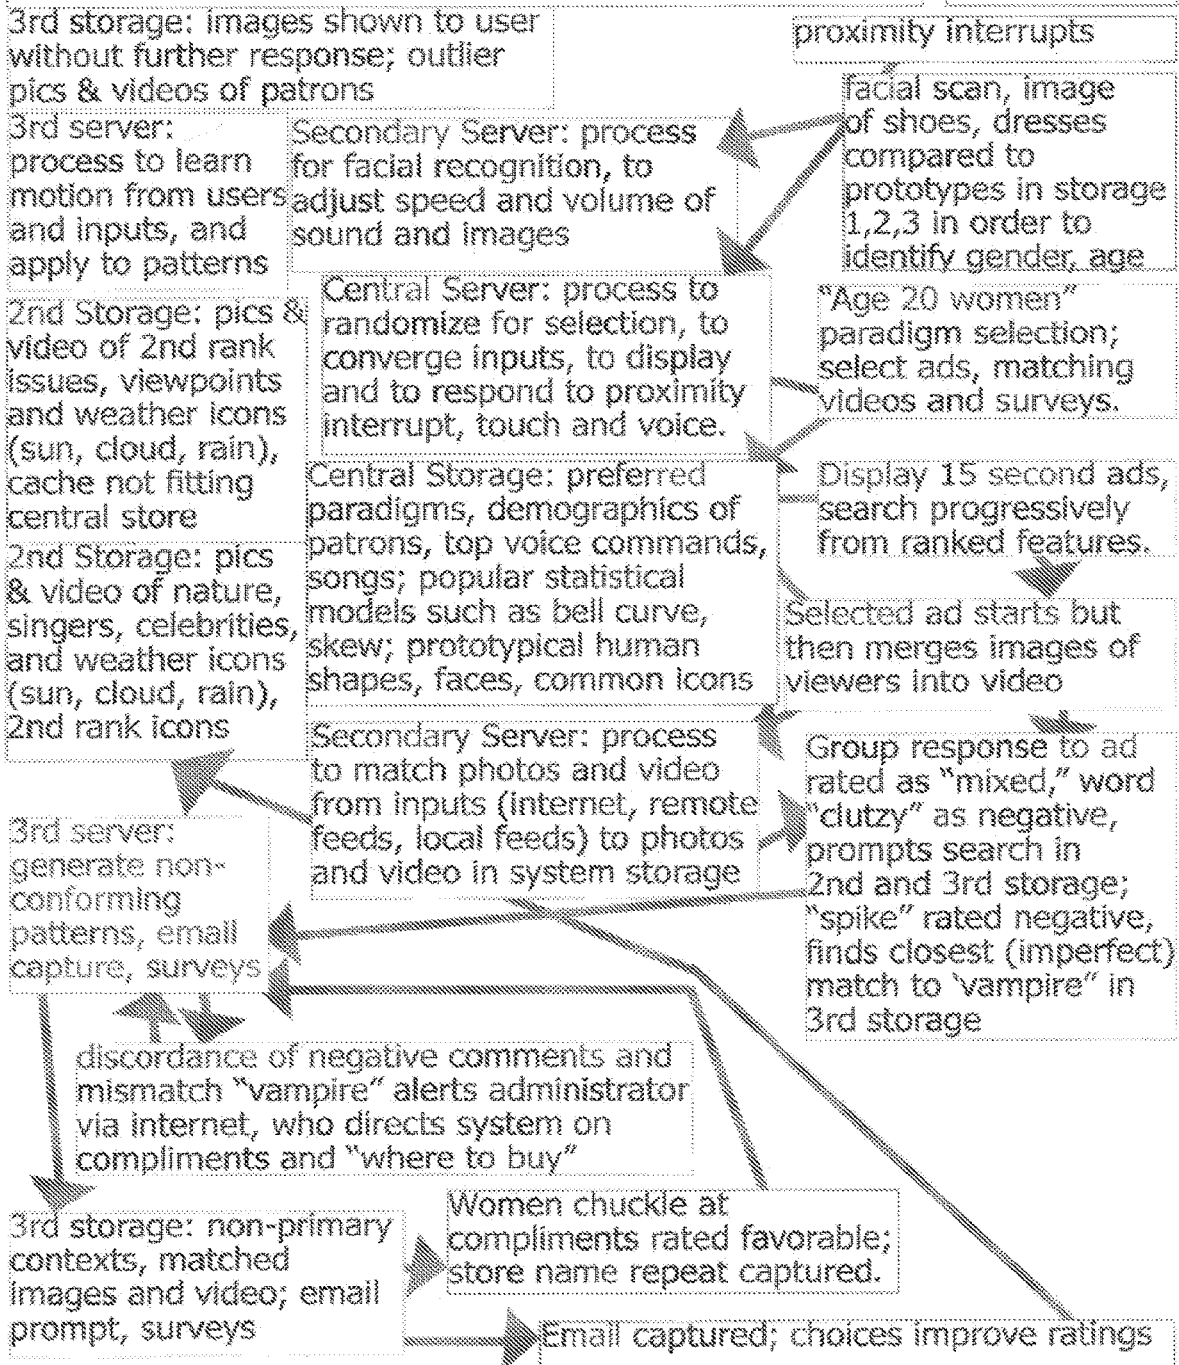 3rd storage: images shown to user
without further response; outlier
pics & videos of patrons
proximity interrupts
facial scan, image
of shoes, dresses
compared to
prototypes in storage
1,2,3 in order to
identify gender, age
3rd server:
process to learn
motion from users
and inputs, and
apply to patterns
Secondary Server: process
for facial recognition, to
adjust speed and volume of
sound and images
Central Server: process to
randomize for selection, to
converge inputs, to display
and to respond to proximity
interrupt, touch and voice.
"Age 20 women"
paradigm selection;
select ads, matching
videos and surveys.
2nd Storage: pics &
video of 2nd rank
issues, viewpoints
and weather icons
(sun, cloud, rain),
cache not fitting
central store
Central Storage: preferred
paradigms, demographics of
patrons, top voice commands,
songs; popular statistical
models such as bell curve,
skew; prototypical human
shapes, faces, common icons
Display 15 second ads,
search progressively
from ranked features.
2nd Storage: pics
& video of nature,
singers, celebrities,
and weather icons
(sun, cloud, rain),
2nd rank icons
Selected ad starts but
then merges images of
viewers into video
Secondary Server: process
to match photos and video
from inputs (internet, remote
feeds, local feeds) to photos
and video in system storage
Group response to ad
rated as "mixed," word
"clutzy" as negative,
prompts search in
2nd and 3rd storage;
"spike" rated negative,
finds closest (imperfect)
match to 'vampire" in
3rd storage
3rd server:
generate non-
conforming
patterns, email
capture, surveys
discordance of negative comments and
mismatch "vampire" alerts administrator
via internet, who directs system on
compliments and "where to buy"
Women chuckle at
compliments rated favorable;
store name repeat captured.
3rd storage: non-primary
contexts, matched
images and video; email
prompt, surveys
Email captured; choices improve ratings